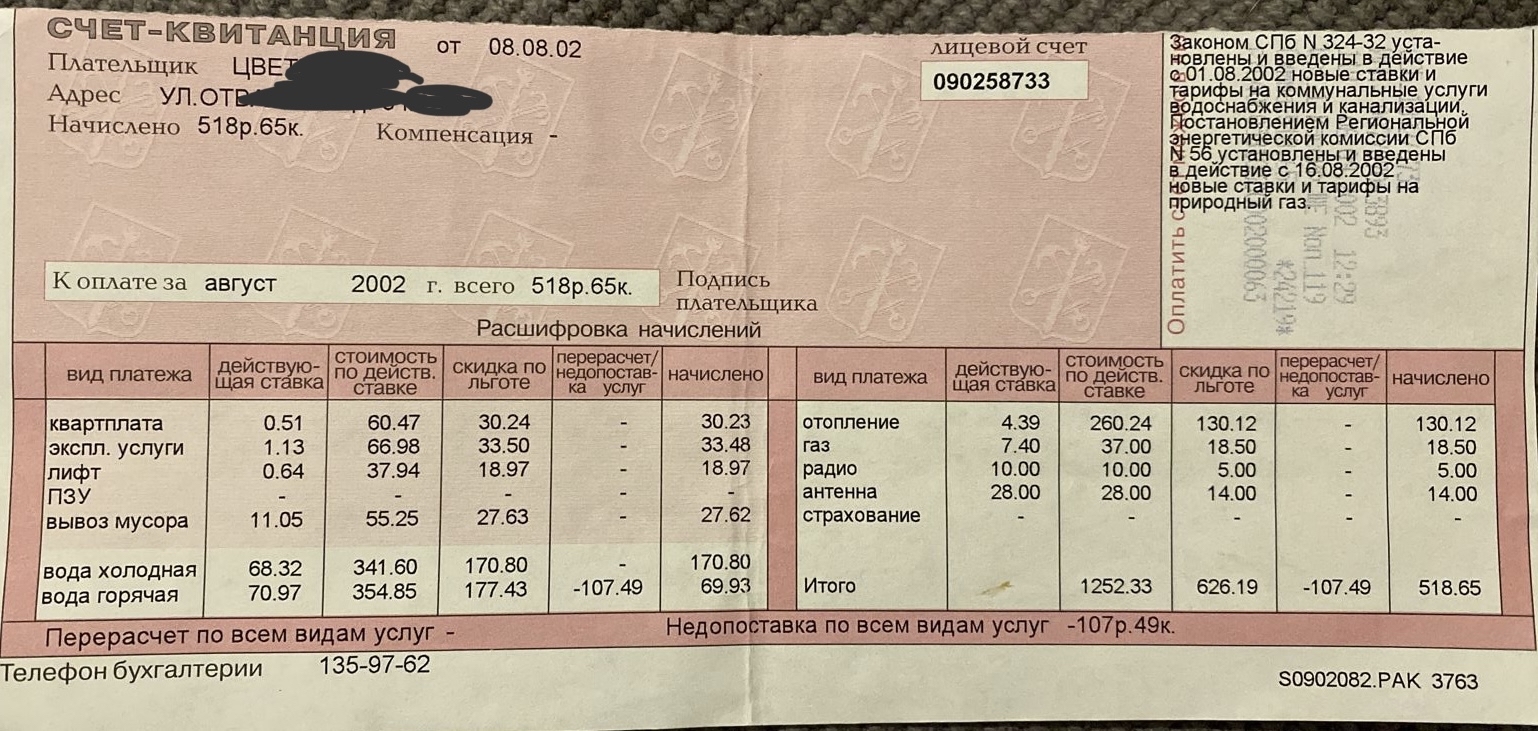 СЧЕТ-КВИТАНЦИЯ от 08.08.02
Плательщик ЦВЕТ
Адрес УЛ.ОТВ
Начислено 518р.65к. Компенсация -
лицевой счет
090258733
Законом СПб N 324-32 уста-
новлены и введены в действие
с 01.08.2002 новые ставки и
тарифы на коммунальные услуги
водоснабжения и канализации.
Постановлением Региональной
энергетической комиссии СПб
N 56 установлены и введены
в действие с 16.08.2002
новые ставки и тарифы на
природный газ.
Оплатить
12:29
*24219*
К оплате за август 2002 г. всего 518р.65к.
Подпись
плательщика
Расшифровка начислений
вид платежа действую-щая ставка стоимость по действ. ставке скидка по льготе перерасчет/недопостав-ка услуг начислено
квартплата 0.51 60.47 30.24 - 30.23
экспл. услуги 1.13 66.98 33.50 - 33.48
лифт 0.64 37.94 18.97 - 18.97
ПЗУ - - - - -
вывоз мусора 11.05 55.25 27.63 - 27.62
вода холодная 68.32 341.60 170.80 - 170.80
вода горячая 70.97 354.85 177.43 -107.49 69.93
вид платежа действую-щая ставка стоимость по действ. ставке скидка по льготе перерасчет/недопостав-ка услуг начислено
отопление 4.39 260.24 130.12 - 130.12
газ 7.40 37.00 18.50 - 18.50
радио 10.00 10.00 5.00 - 5.00
антенна 28.00 28.00 14.00 - 14.00
страхование - - - - -
Итого 1252.33 626.19 -107.49 518.65
Перерасчет по всем видам услуг -
Недопоставка по всем видам услуг -107р.49к.
Телефон бухгалтерии 135-97-62
S0902082.PAK 3763